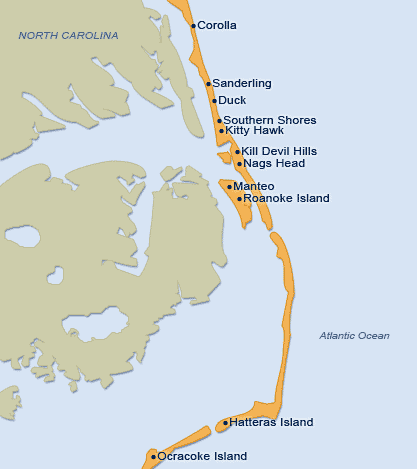 Corolla
NORTH CAROLINA
Sanderling
Duck
Southern Shores
Kitty Hawk
Kill Devil Hills
Nags Head
Manteo
Roanoke Island
Atlantic Ocean
Hatteras Island
Ocracoke Island